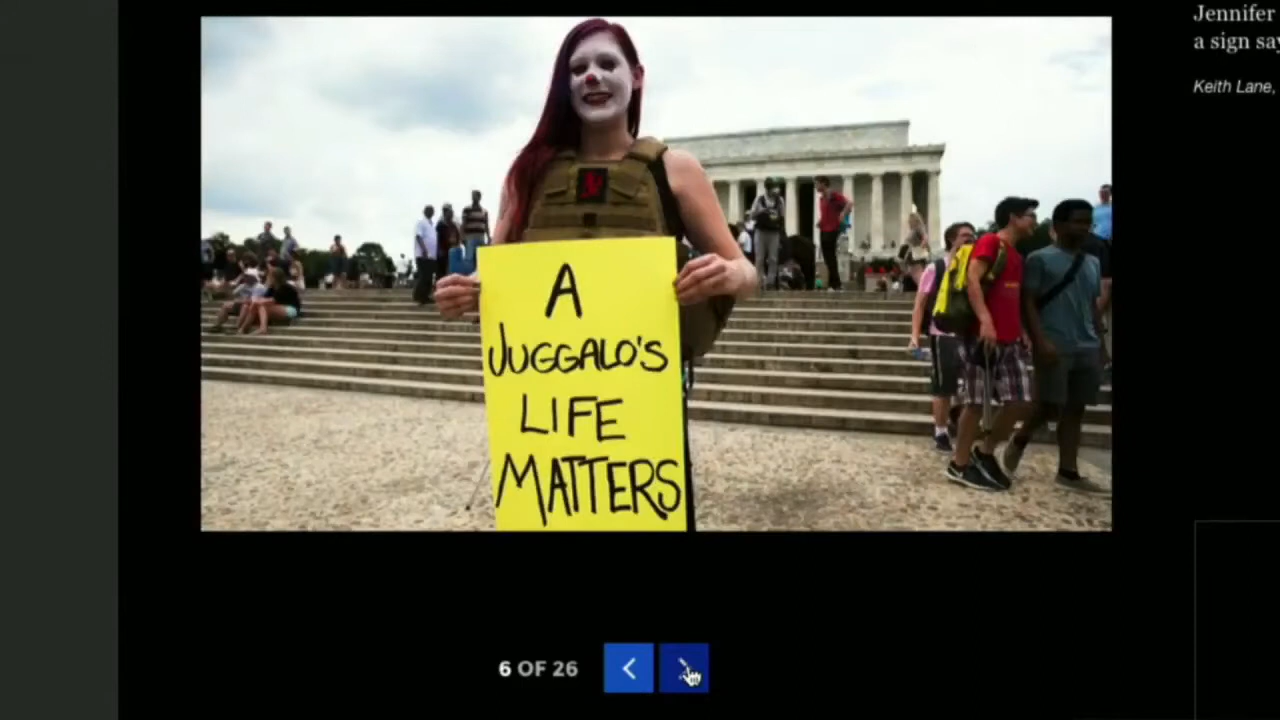 Jennifer
a sign say
Keith Lane,
A
JUGGALO'S
LIFE
MATTERS
6 OF 26